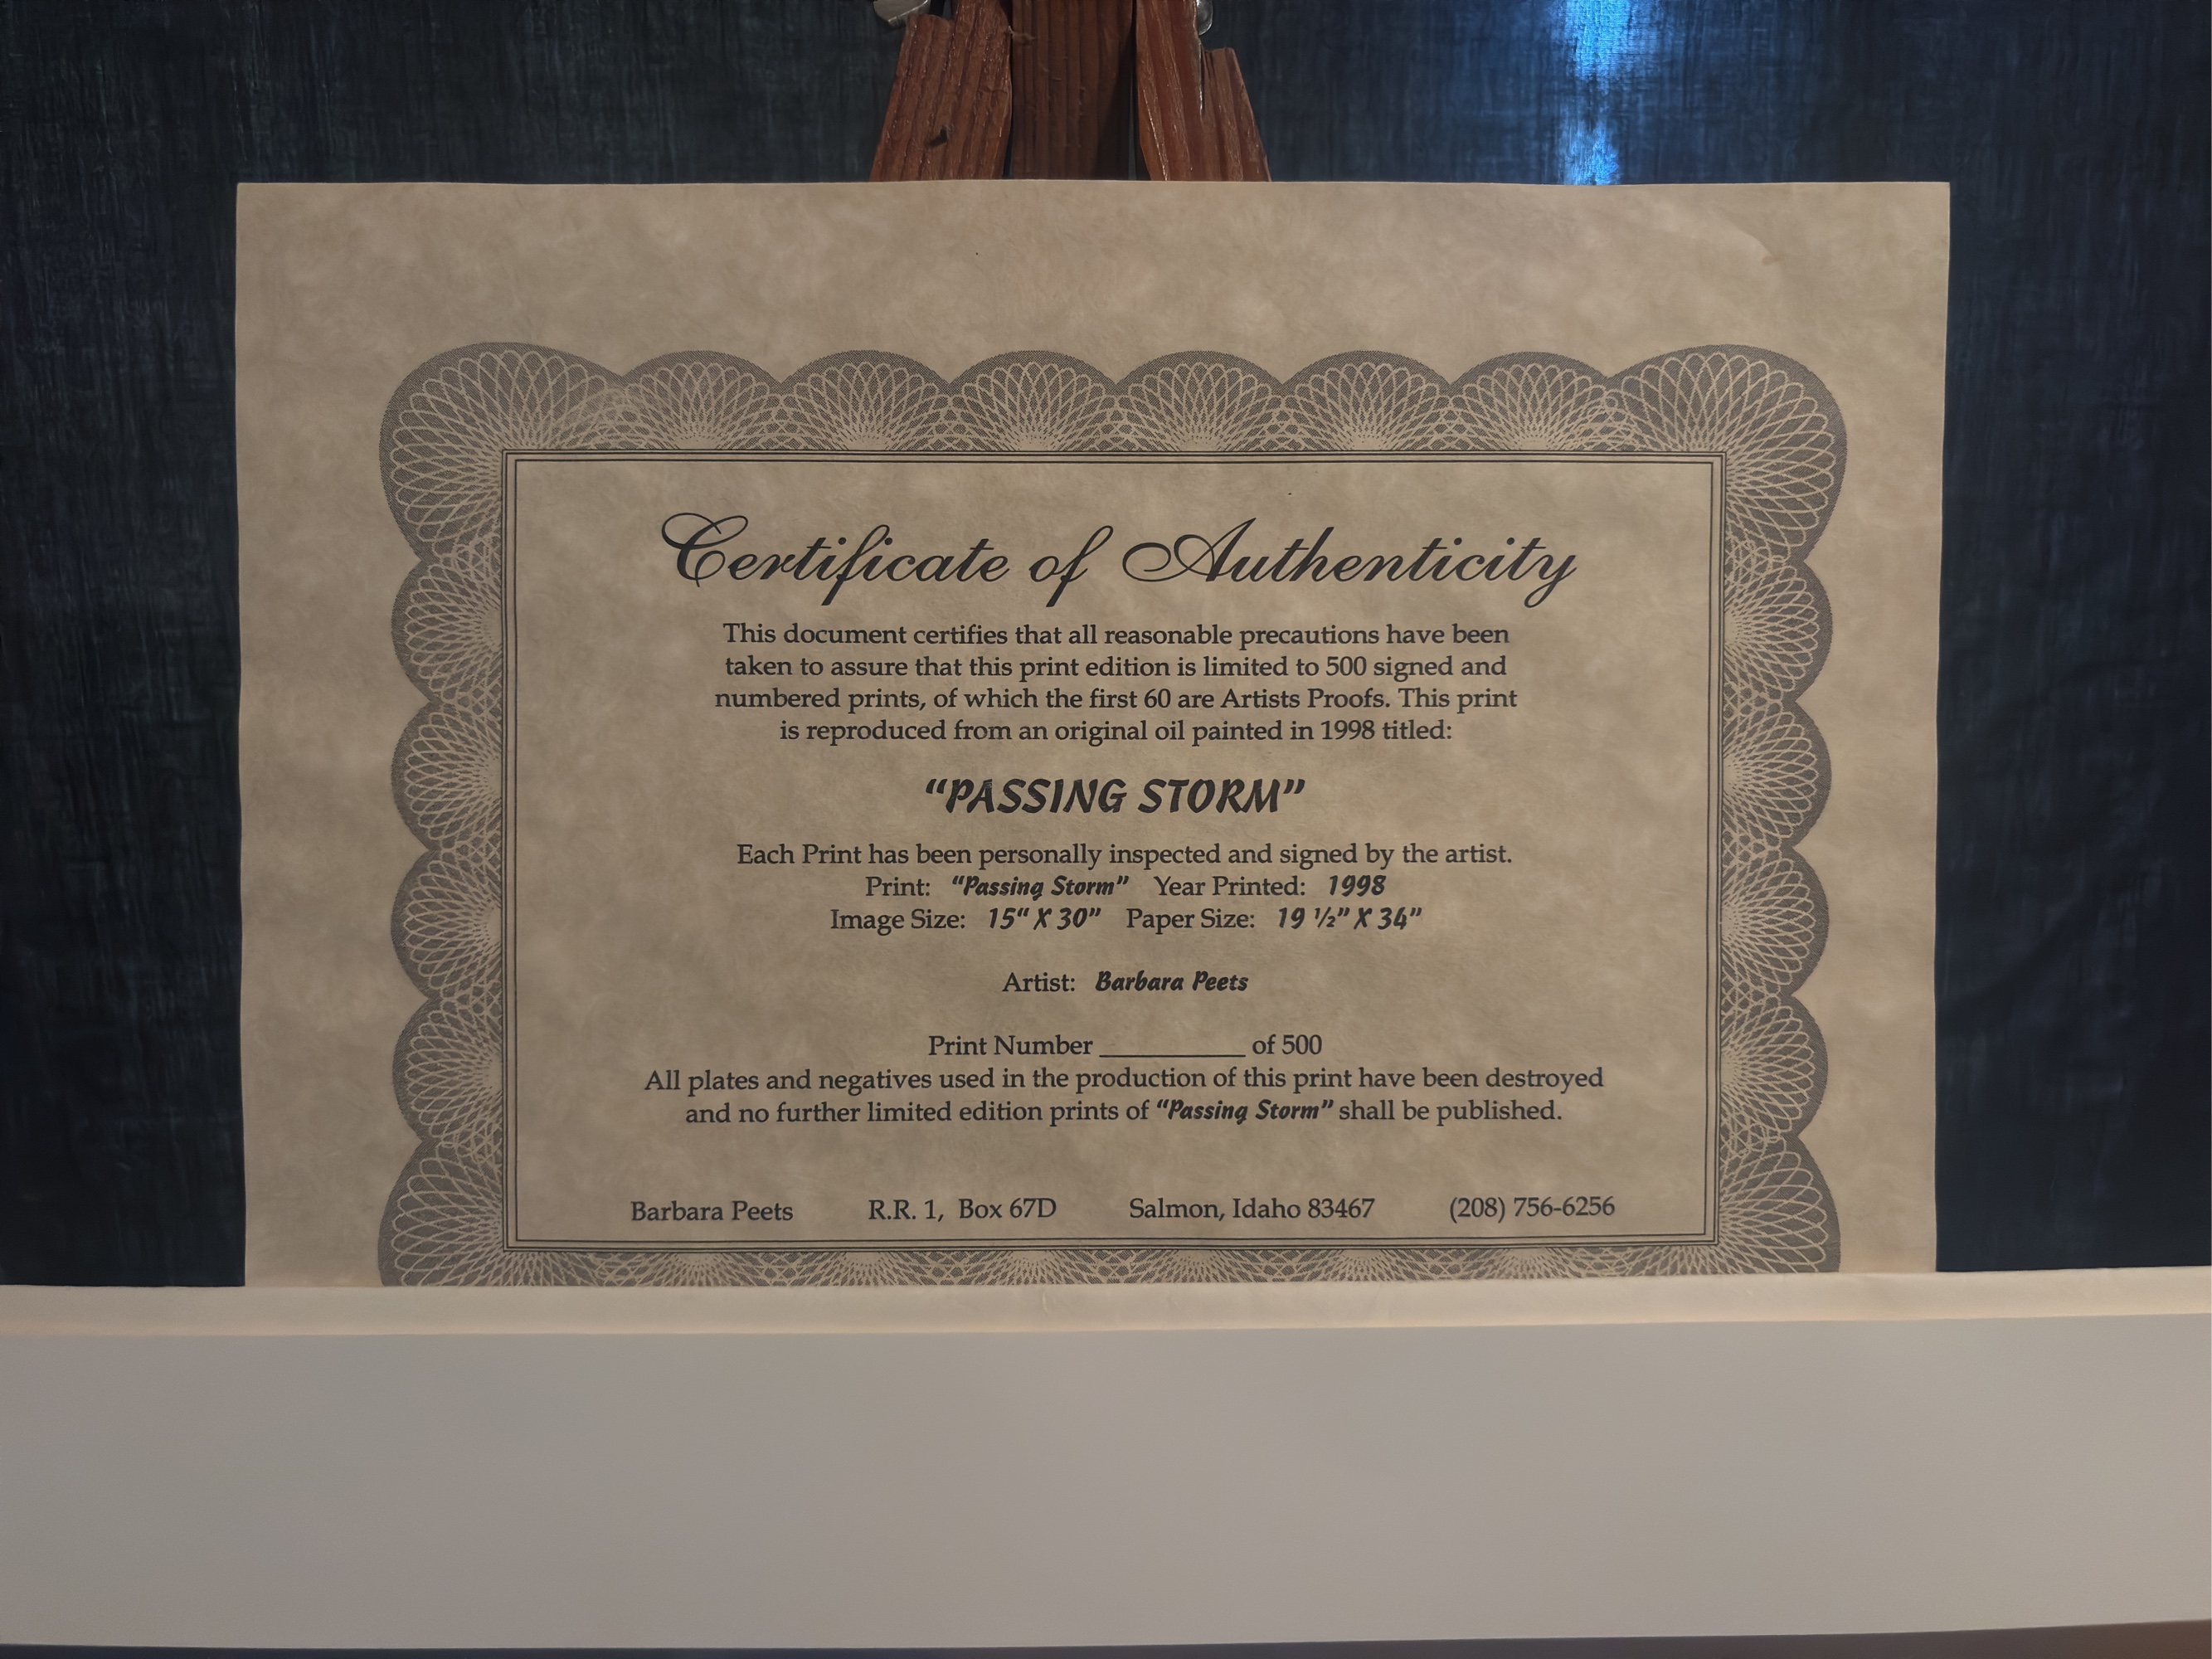 Certificate of Authenticity
This document certifies that all reasonable precautions have been
taken to assure that this print edition is limited to 500 signed and
numbered prints, of which the first 60 are Artists Proofs. This print
is reproduced from an original oil painted in 1998 titled:
“PASSING STORM”
Each Print has been personally inspected and signed by the artist.
Print: “Passing Storm” Year Printed: 1998
Image Size: 15“ X 30” Paper Size: 19 ½” X 34”
Artist: Barbara Peets
Print Number __________ of 500
All plates and negatives used in the production of this print have been destroyed
and no further limited edition prints of “Passing Storm” shall be published.
Barbara Peets R.R. 1, Box 67D Salmon, Idaho 83467 (208) 756-6256